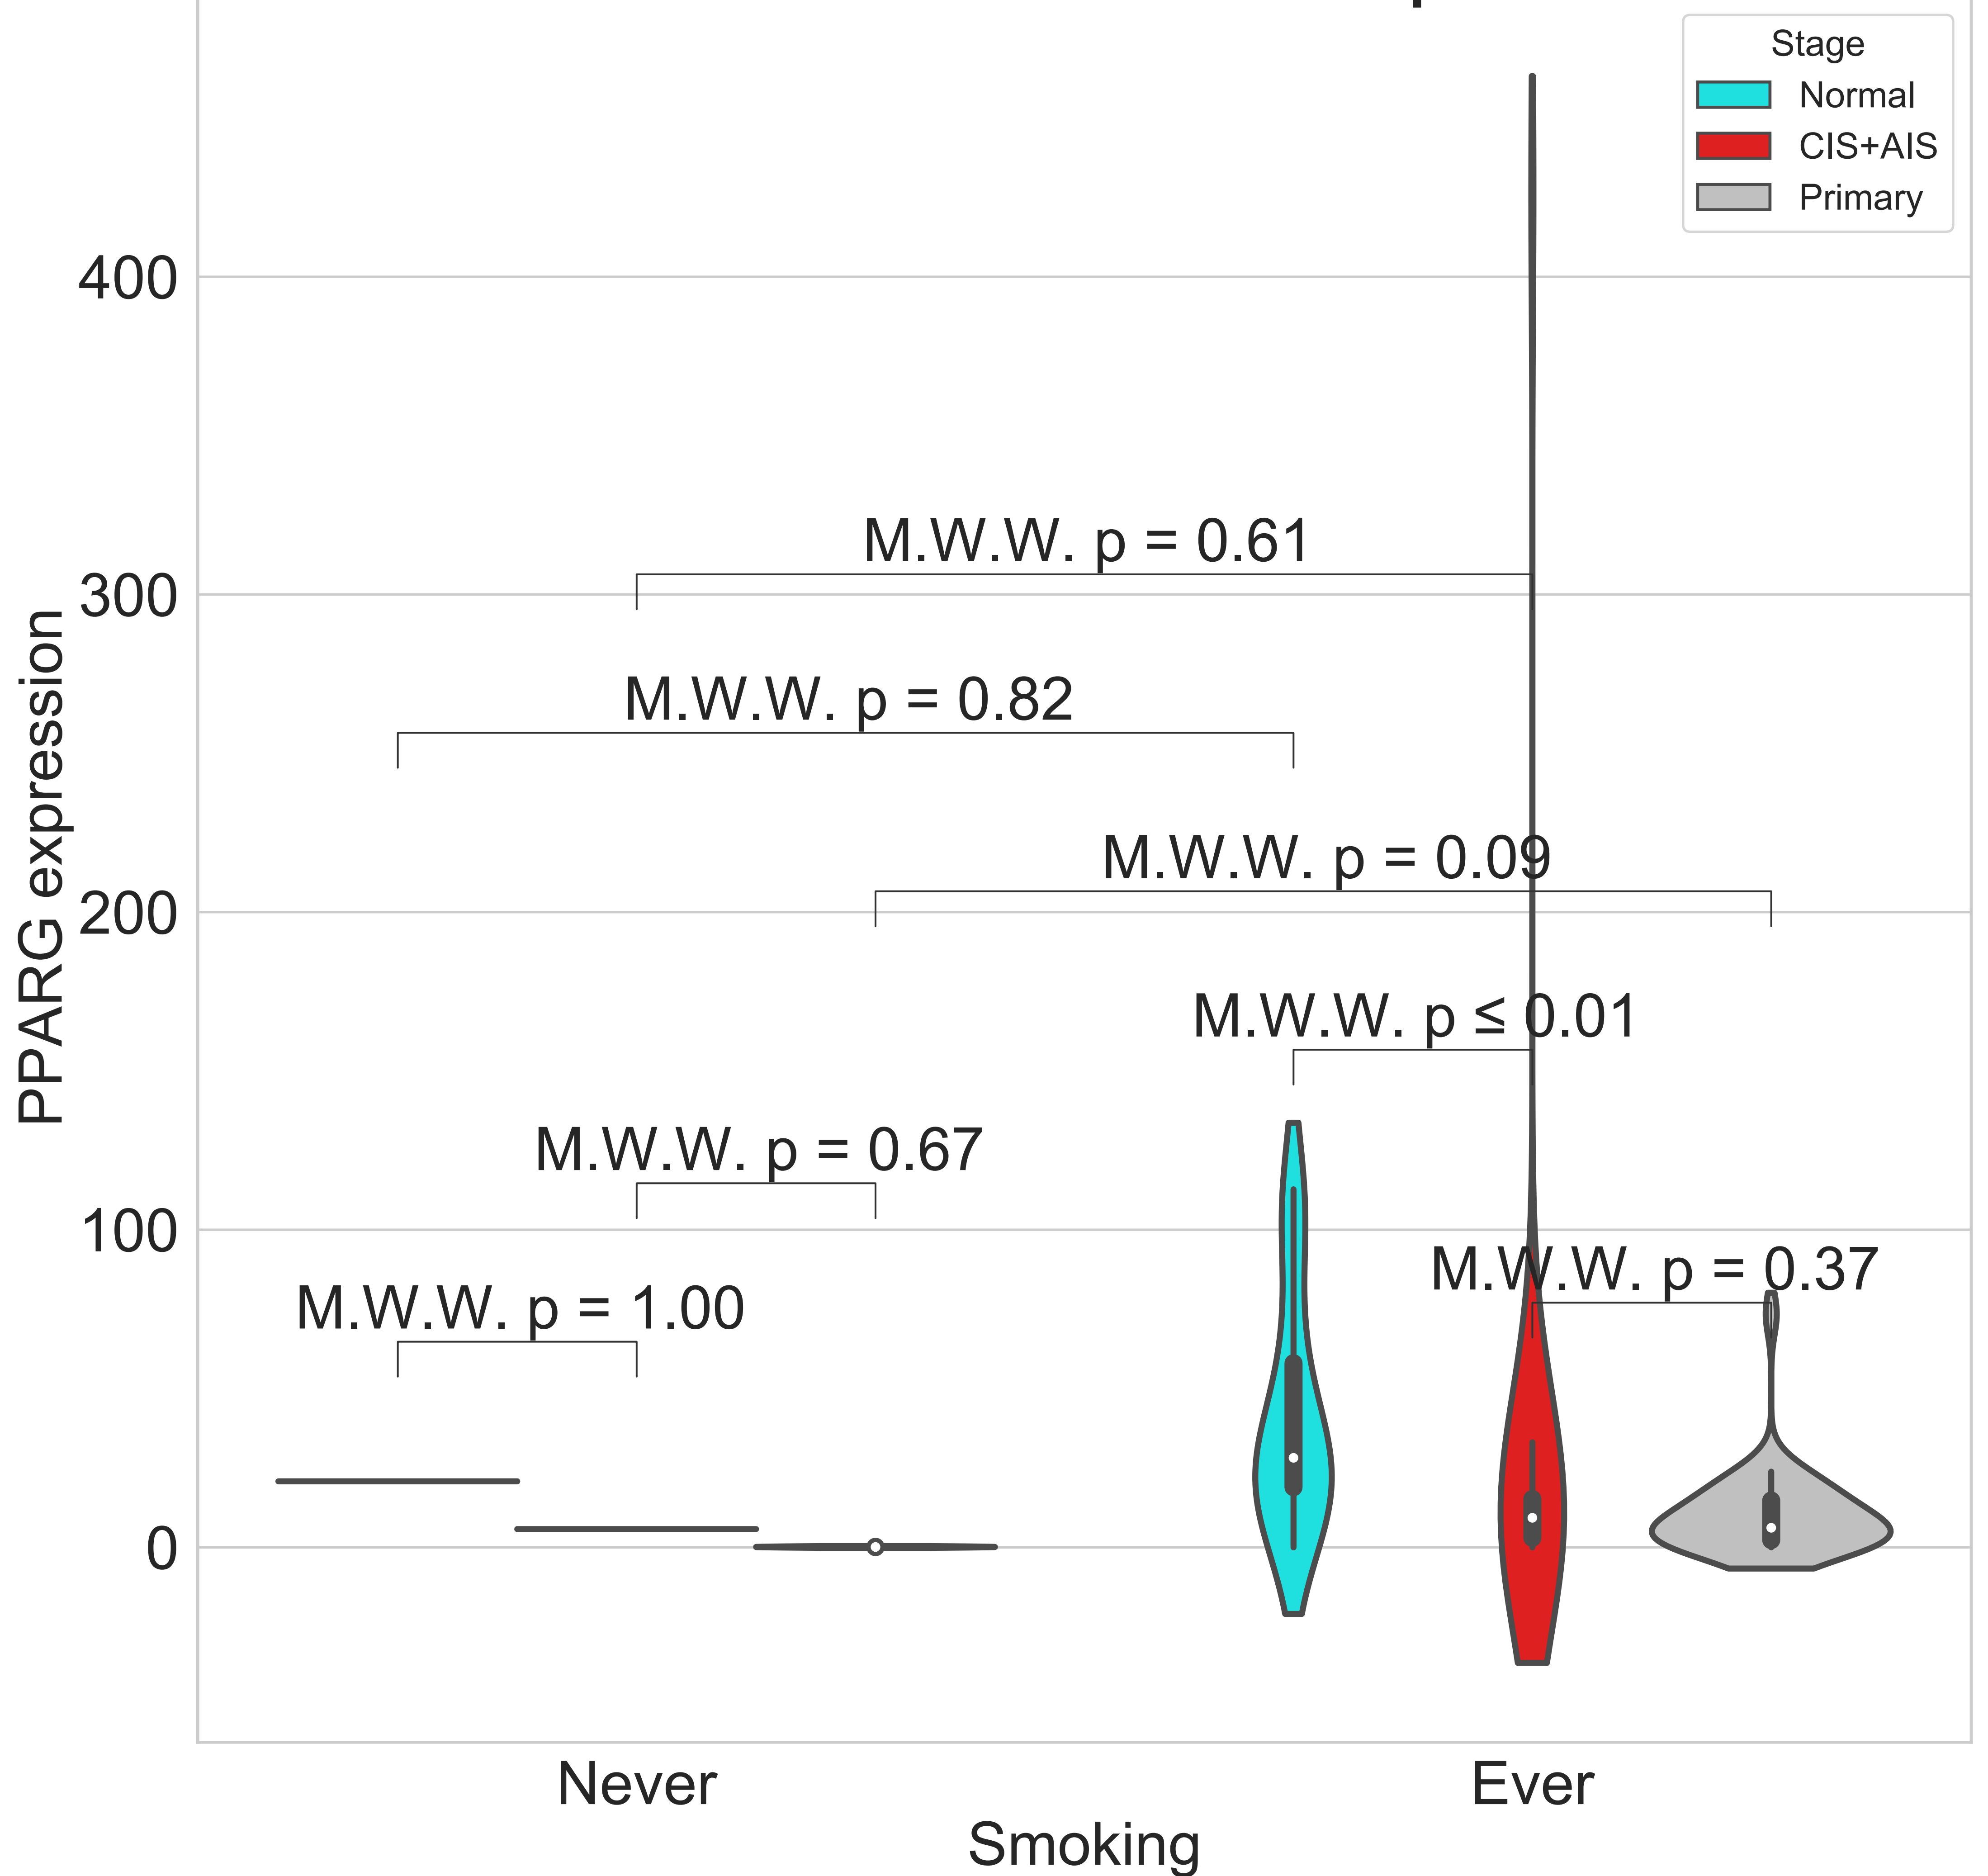 Stage
Normal
CIS+AIS
Primary
400
300
200
100
0
PPARG expression
M.W.W. p = 0.61
M.W.W. p = 0.82
M.W.W. p = 0.09
M.W.W. p ≤ 0.01
M.W.W. p = 0.67
M.W.W. p = 0.37
M.W.W. p = 1.00
Never
Ever
Smoking